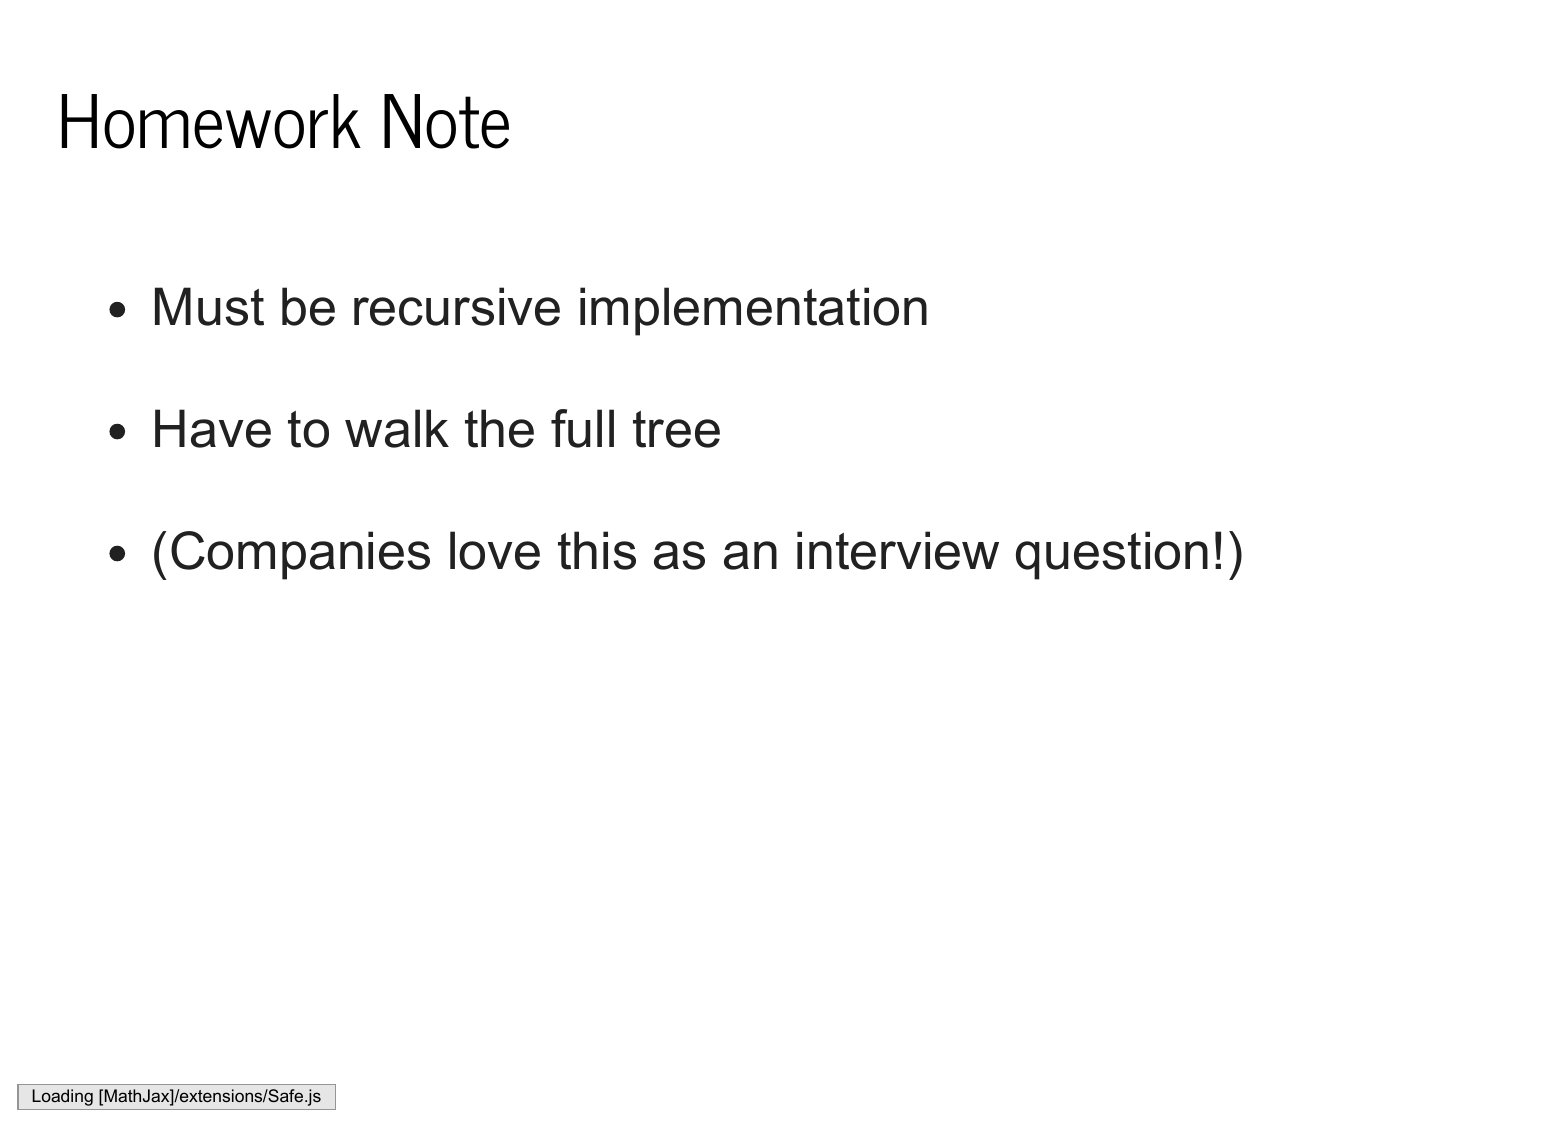 Homework Note
• Must be recursive implementation
• Have to walk the full tree
• (Companies love this as an interview question!)
Loading [MathJax]/extensions/Safe.js